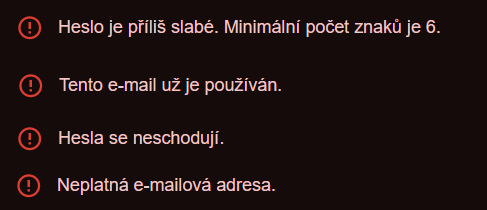 Heslo je příliš slabé. Minimální počet znaků je 6.
Tento e-mail už je používán.
Hesla se neschodují.
Neplatná e-mailová adresa.